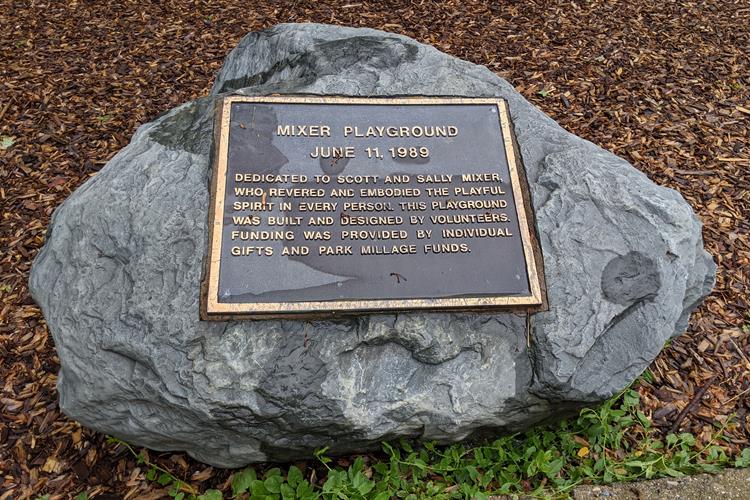 MIXER PLAYGROUND
JUNE 11, 1989
DEDICATED TO SCOTT AND SALLY MIXER,
WHO REVERED AND EMBODIED THE PLAYFUL
SPIRIT IN EVERY PERSON. THIS PLAYGROUND
WAS BUILT AND DESIGNED BY VOLUNTEERS.
FUNDING WAS PROVIDED BY INDIVIDUAL
GIFTS AND PARK MILLAGE FUNDS.